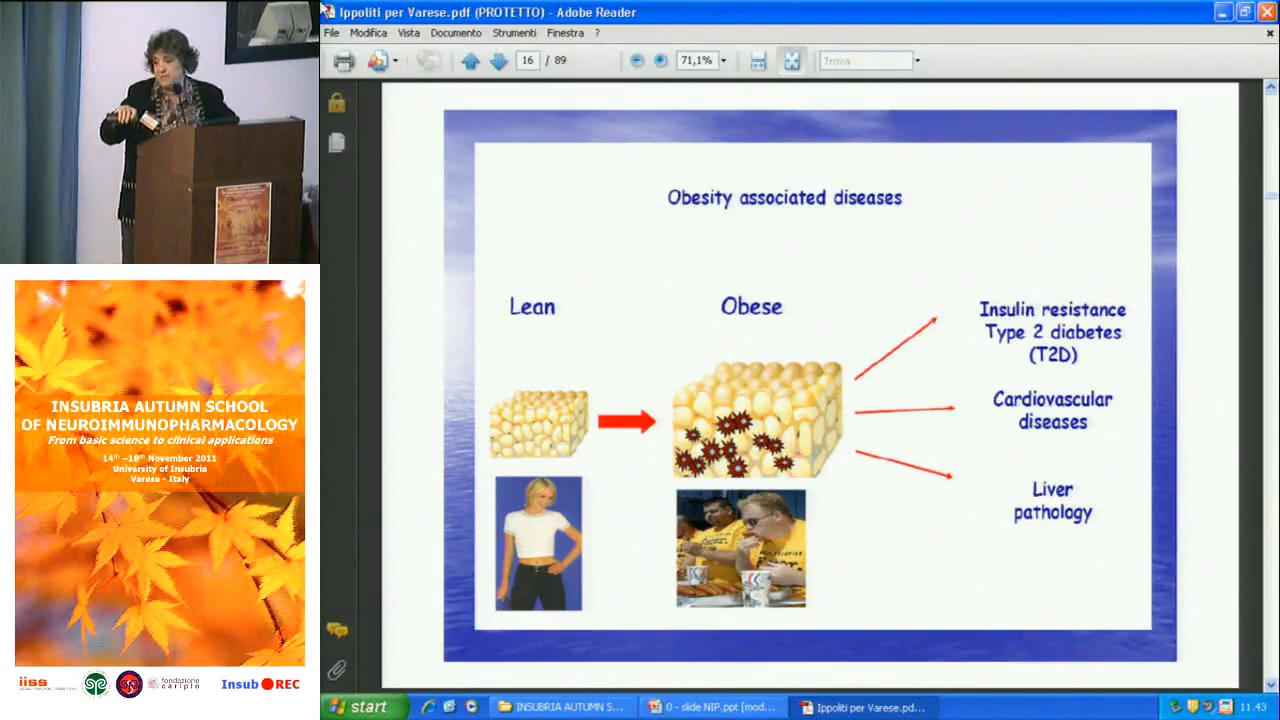 Ippoliti per Varese.pdf (PROTETTO) - Adobe Reader
File Modifica Vista Documento Strumenti Finestra ?
16 / 89 71,1% Trova
Obesity associated diseases
Lean
Obese
Insulin resistance
Type 2 diabetes
(T2D)
Cardiovascular
diseases
Liver
pathology
INSUBRIA AUTUMN SCHOOL
OF NEUROIMMUNOPHARMACOLOGY
From basic science to clinical applications
14th -18th November 2011
University of Insubria
Varese - Italy
iiss
fondazione
cariplo
Insub REC
start
INSUBRIA AUTUMN S...
0 - slide NIP.ppt [mod...
Ippoliti per Varese.pd...
11.43